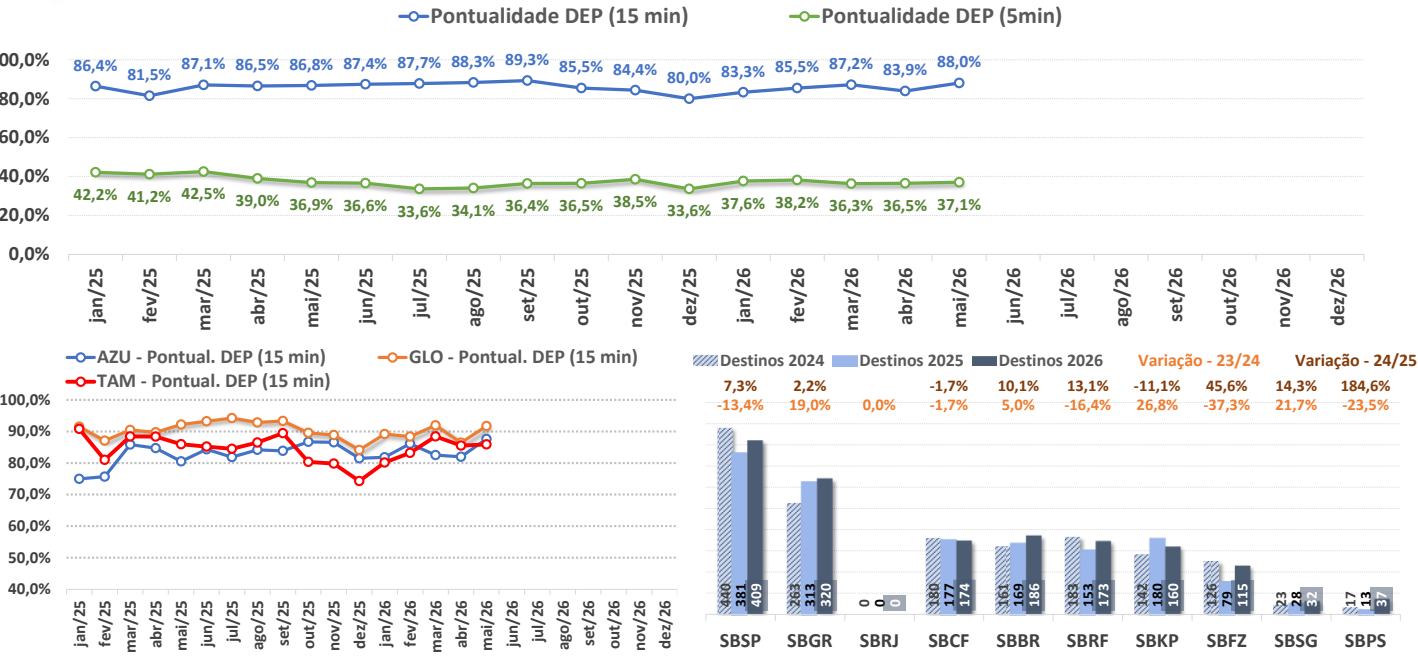 Pontualidade DEP (15 min) Pontualidade DEP (5min)
00,0%
80,0%
60,0%
40,0%
20,0%
0,0%
86,4% 81,5% 87,1% 86,5% 86,8% 87,4% 87,7% 88,3% 89,3% 85,5% 84,4% 80,0% 83,3% 85,5% 87,2% 83,9% 88,0%
42,2% 41,2% 42,5% 39,0% 36,9% 36,6% 33,6% 34,1% 36,4% 36,5% 38,5% 33,6% 37,6% 38,2% 36,3% 36,5% 37,1%
jan/25 fev/25 mar/25 abr/25 mai/25 jun/25 jul/25 ago/25 set/25 out/25 nov/25 dez/25 jan/26 fev/26 mar/26 abr/26 mai/26 jun/26 jul/26 ago/26 set/26 out/26 nov/26 dez/26
AZU - Pontual. DEP (15 min) GLO - Pontual. DEP (15 min)
TAM - Pontual. DEP (15 min)
100,0%
90,0%
80,0%
70,0%
60,0%
50,0%
40,0%
jan/25 fev/25 mar/25 abr/25 mai/25 jun/25 jul/25 ago/25 set/25 out/25 nov/25 dez/25 jan/26 fev/26 mar/26 abr/26 mai/26 jun/26 jul/26 ago/26 set/26 out/26 nov/26 dez/26
Destinos 2024 Destinos 2025 Destinos 2026 Variação - 23/24 Variação - 24/25
7,3% 2,2% -1,7% 10,1% 13,1% -11,1% 45,6% 14,3% 184,6%
-13,4% 19,0% 0,0% -1,7% 5,0% -16,4% 26,8% -37,3% 21,7% -23,5%
440 381 409 263 313 320 0 0 0 180 177 174 161 169 186 183 153 173 142 180 160 126 79 115 23 28 32 17 13 37
SBSP SBGR SBRJ SBCF SBBR SBRF SBKP SBFZ SBSG SBPS